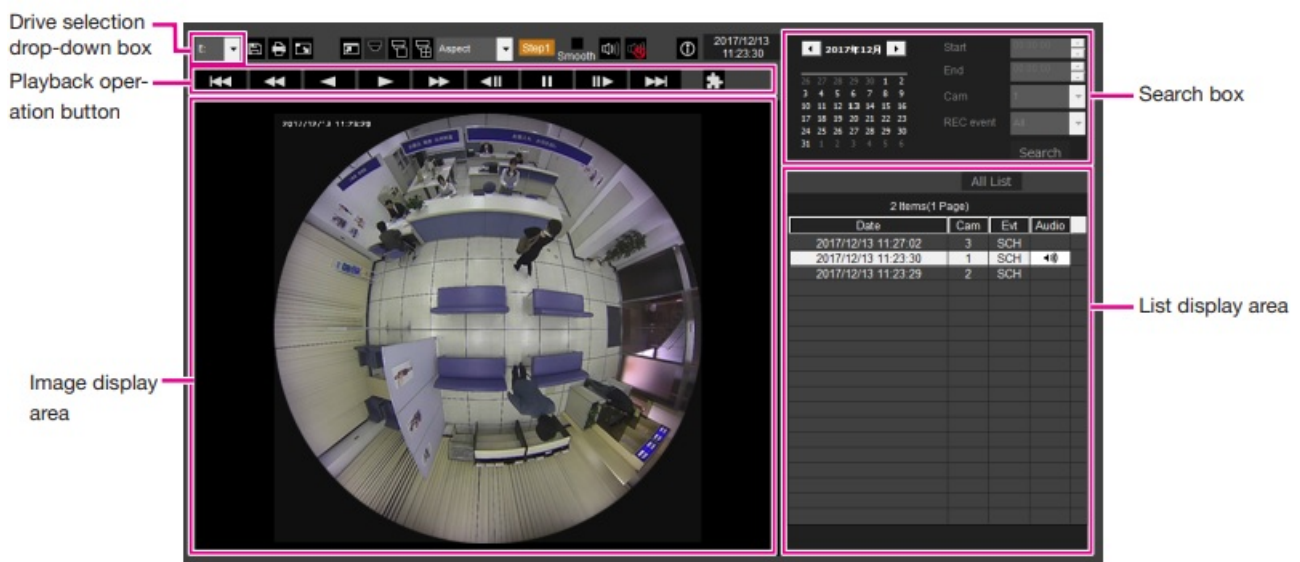 Drive selection
drop-down box
Playback oper-
ation button
Image display
area
E:
Aspect
Step1
Smooth
2017/12/13
11:23:30
2017年12月
26 27 28 29 30 1 2
3 4 5 6 7 8 9
10 11 12 13 14 15 16
17 18 19 20 21 22 23
24 25 26 27 28 29 30
31 1 2 3 4 5 6
Start
End
Cam 1
REC event All
Search
Search box
All List
2 Items(1 Page)
Date Cam Evt Audio
2017/12/13 11:27:02 3 SCH
2017/12/13 11:23:30 1 SCH
2017/12/13 11:23:29 2 SCH
List display area